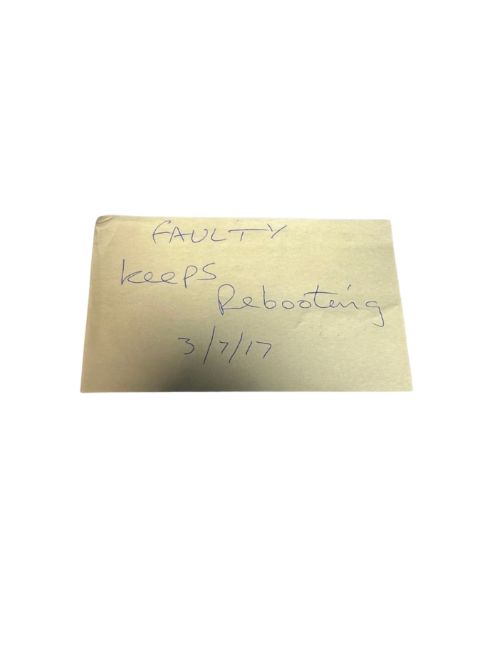 FAULTY
keeps
Rebooting
3/7/17